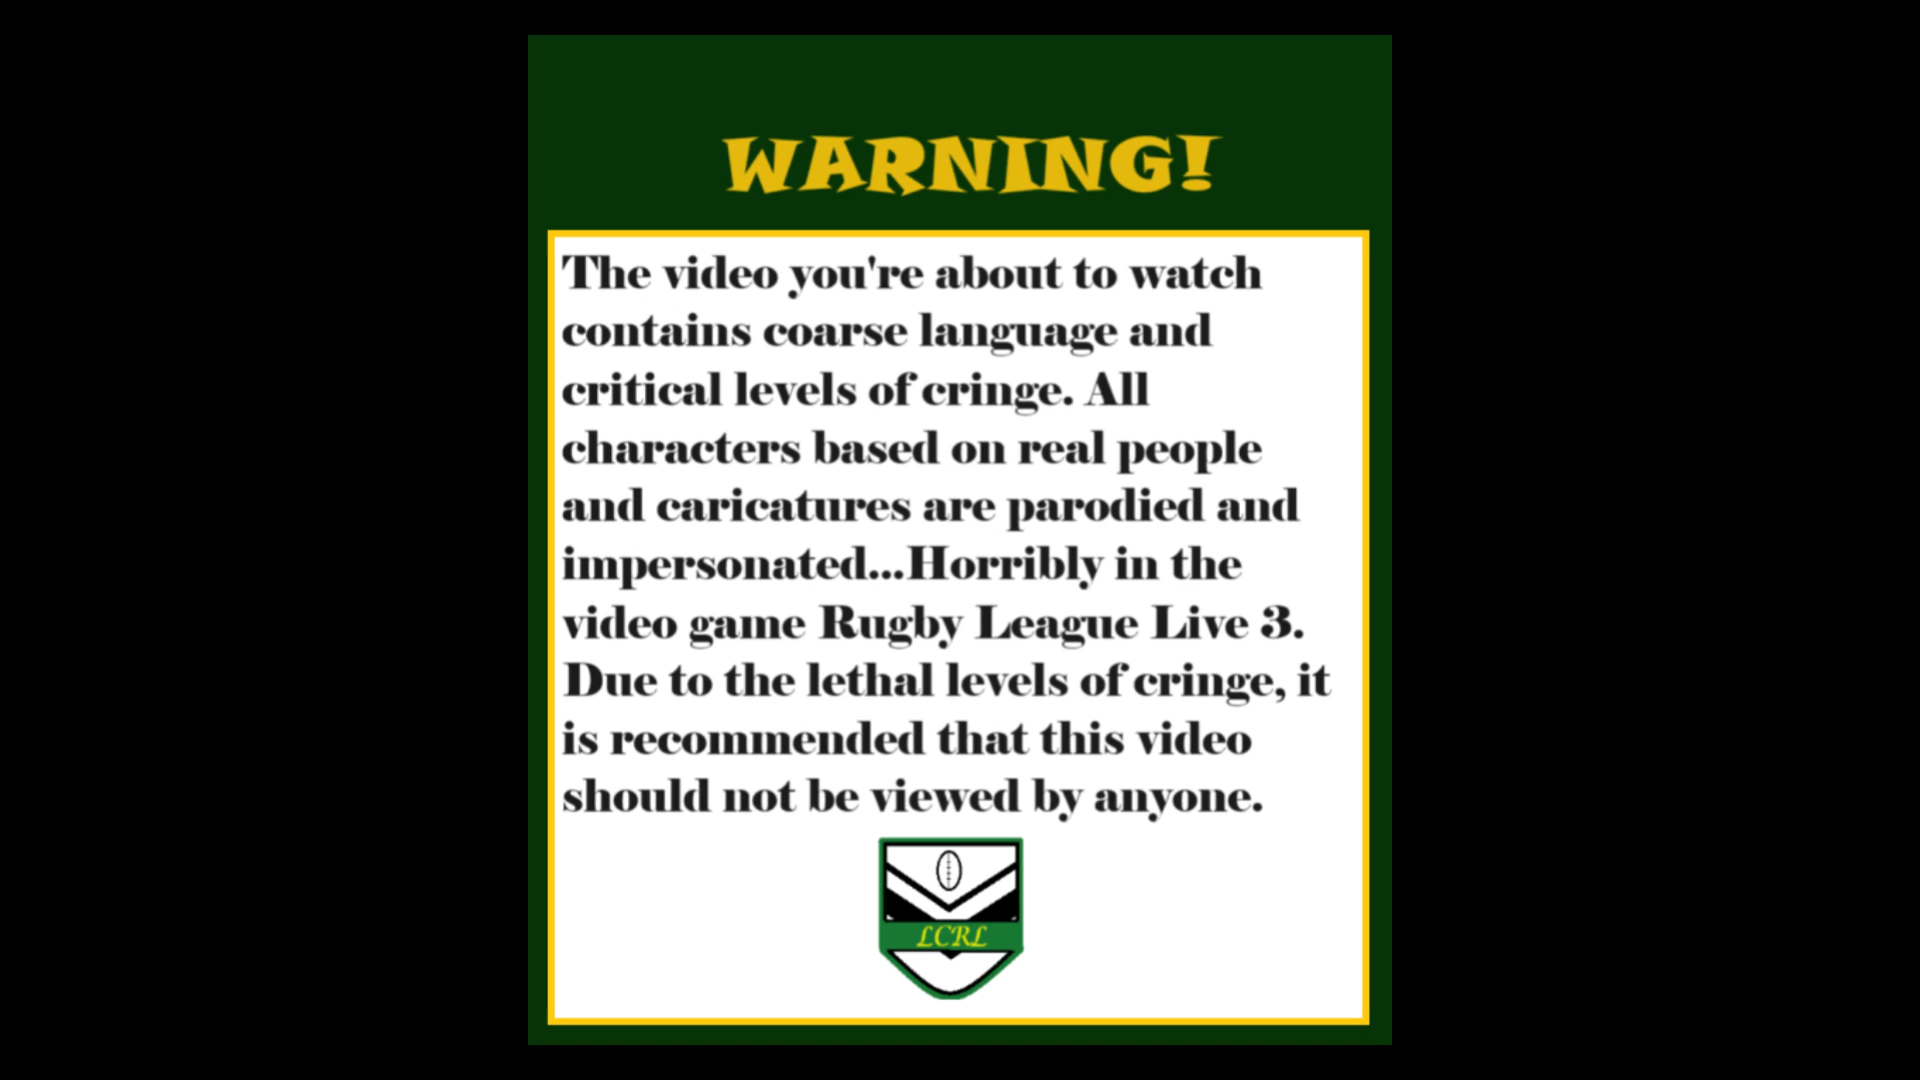 WARNING!
The video you're about to watch
contains coarse language and
critical levels of cringe. All
characters based on real people
and caricatures are parodied and
impersonated...Horribly in the
video game Rugby League Live 3.
Due to the lethal levels of cringe, it
is recommended that this video
should not be viewed by anyone.
LCRL